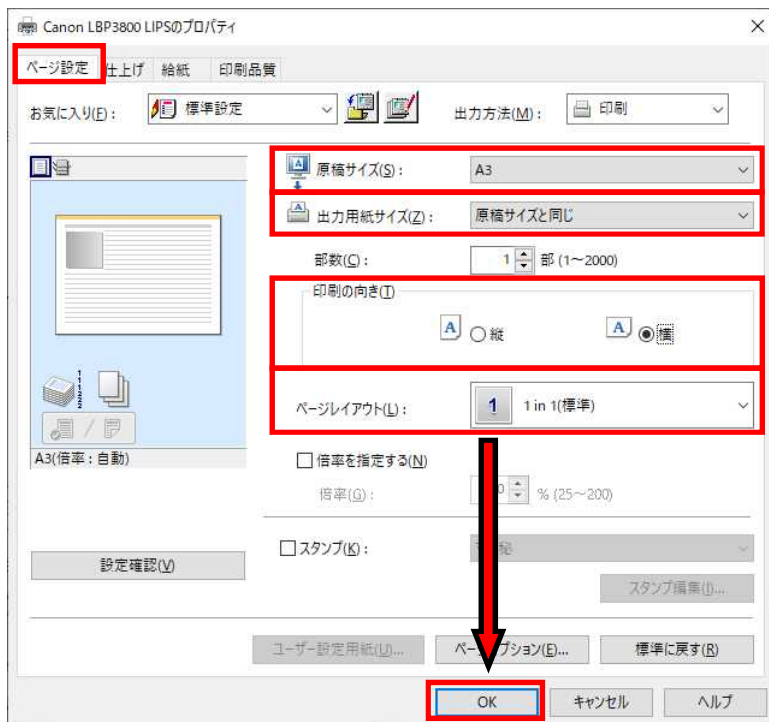 Canon LBP3800 LIPSのプロパティ
ページ設定 仕上げ 給紙 印刷品質
お気に入り(F): 標準設定 出力方法(M): 印刷
原稿サイズ(S): A3
出力用紙サイズ(Z): 原稿サイズと同じ
部数(C): 1 部 (1～2000)
印刷の向き(T)
A 縦 A 横
ページレイアウト(L): 1 1 in 1(標準)
A3(倍率：自動)
倍率を指定する(N)
倍率(G): % (25～200)
スタンプ(K):
設定確認(V)
スタンプ編集(I)...
ユーザー設定用紙(U)... 標準に戻す(R)
OK キャンセル ヘルプ